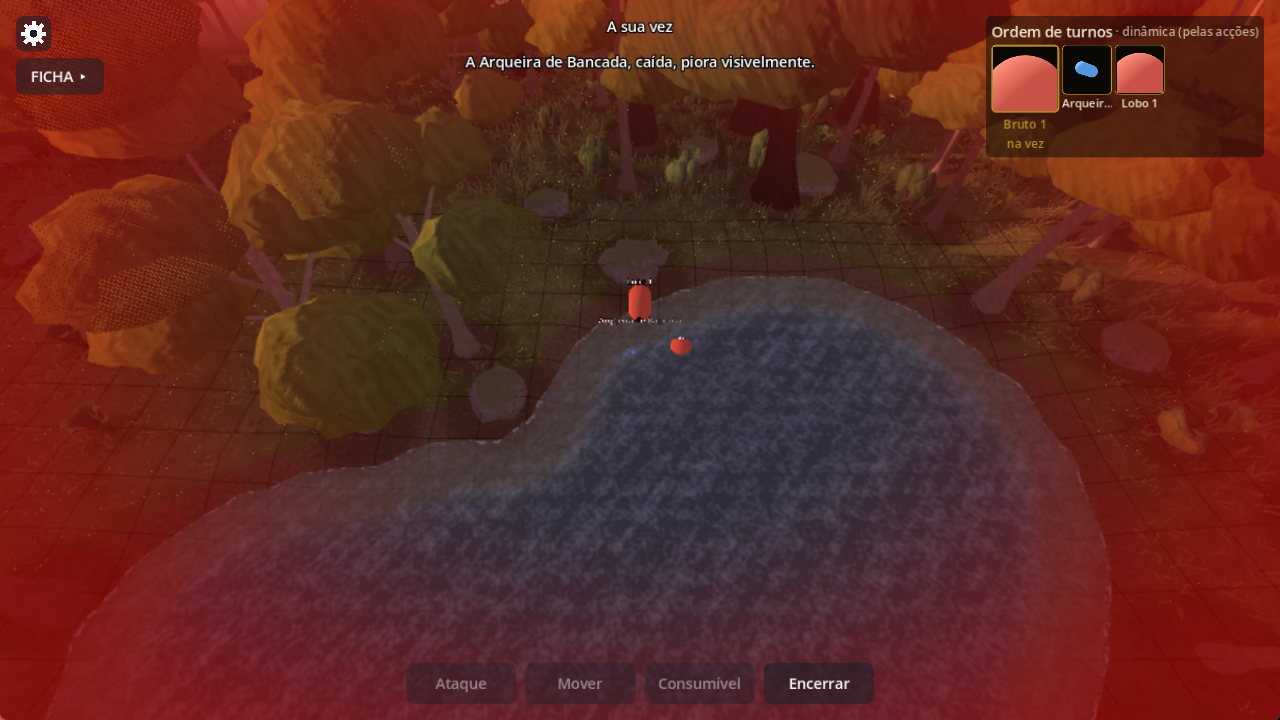 A sua vez
A Arqueira de Bancada, caída, piora visivelmente.
FICHA ▸
Ordem de turnos · dinâmica (pelas acções)
Arqueir...
Lobo 1
Bruto 1
na vez
Ataque
Mover
Consumível
Encerrar